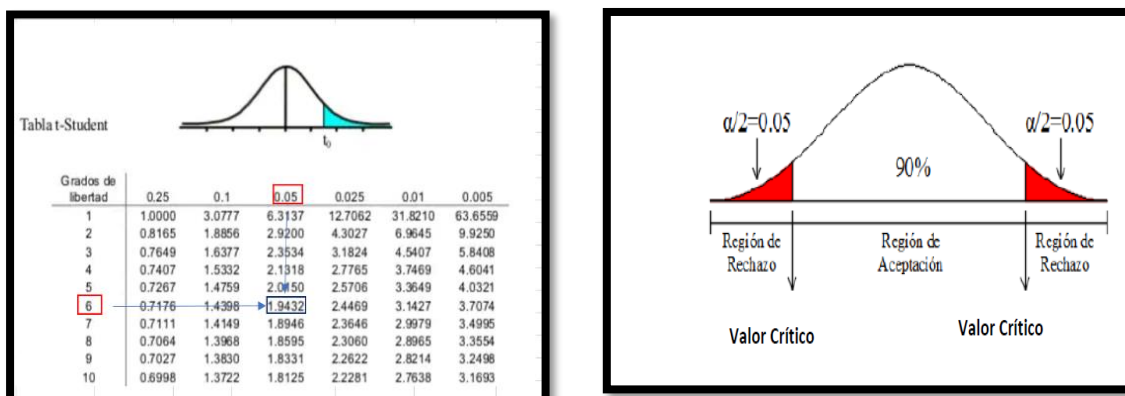 Tabla t-Student
t₀
Grados de
libertad 0.25 0.1 0.05 0.025 0.01 0.005
1 1.0000 3.0777 6.3137 12.7062 31.8210 63.6559
2 0.8165 1.8856 2.9200 4.3027 6.9645 9.9250
3 0.7649 1.6377 2.3534 3.1824 4.5407 5.8408
4 0.7407 1.5332 2.1318 2.7765 3.7469 4.6041
5 0.7267 1.4759 2.0150 2.5706 3.3649 4.0321
6 0.7176 1.4398 1.9432 2.4469 3.1427 3.7074
7 0.7111 1.4149 1.8946 2.3646 2.9979 3.4995
8 0.7064 1.3968 1.8595 2.3060 2.8965 3.3554
9 0.7027 1.3830 1.8331 2.2622 2.8214 3.2498
10 0.6998 1.3722 1.8125 2.2281 2.7638 3.1693
α/2=0.05 α/2=0.05
90%
Región de Región de Región de
Rechazo Aceptación Rechazo
Valor Crítico Valor Crítico